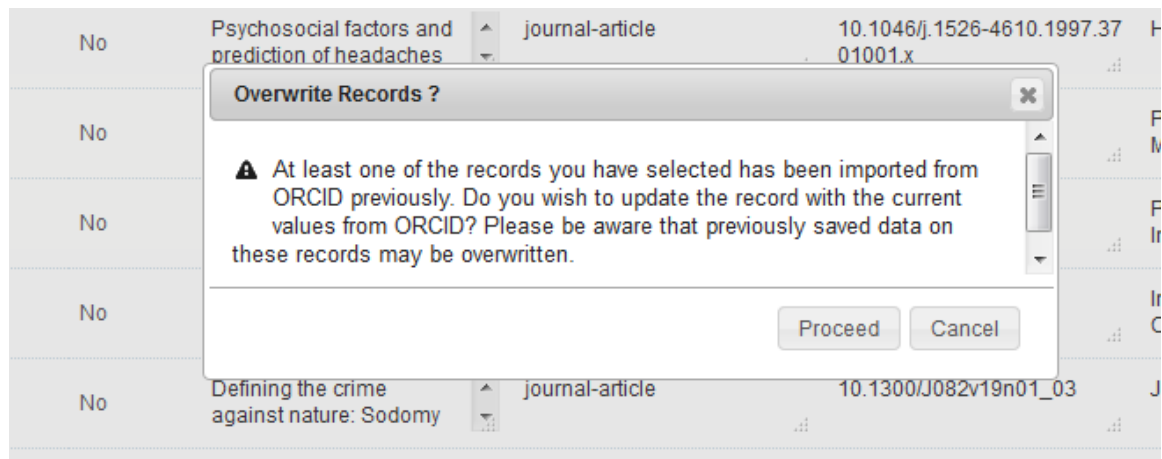 No Psychosocial factors and journal-article 10.1046/j.1526-4610.1997.37 H
prediction of headaches 01001.x
Overwrite Records ?
No
At least one of the records you have selected has been imported from
ORCID previously. Do you wish to update the record with the current
No
values from ORCID? Please be aware that previously saved data on
these records may be overwritten.
No
Proceed Cancel
No Defining the crime journal-article 10.1300/J082v19n01_03 J
against nature: Sodomy